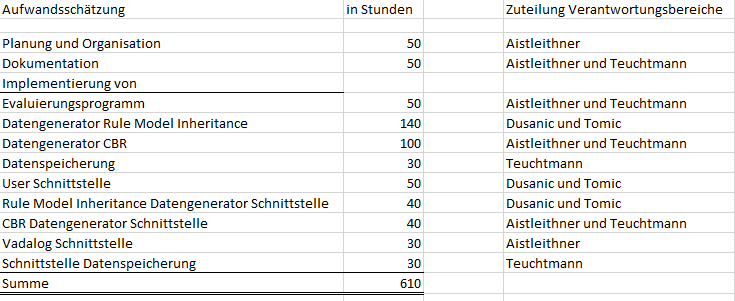 Aufwandsschätzung in Stunden Zuteilung Verantwortungsbereiche
Planung und Organisation 50 Aistleithner
Dokumentation 50 Aistleithner und Teuchtmann
Implementierung von
Evaluierungsprogramm 50 Aistleithner und Teuchtmann
Datengenerator Rule Model Inheritance 140 Dusanic und Tomic
Datengenerator CBR 100 Aistleithner und Teuchtmann
Datenspeicherung 30 Teuchtmann
User Schnittstelle 50 Dusanic und Tomic
Rule Model Inheritance Datengenerator Schnittstelle 40 Dusanic und Tomic
CBR Datengenerator Schnittstelle 40 Aistleithner und Teuchtmann
Vadalog Schnittstelle 30 Aistleithner
Schnittstelle Datenspeicherung 30 Teuchtmann
Summe 610